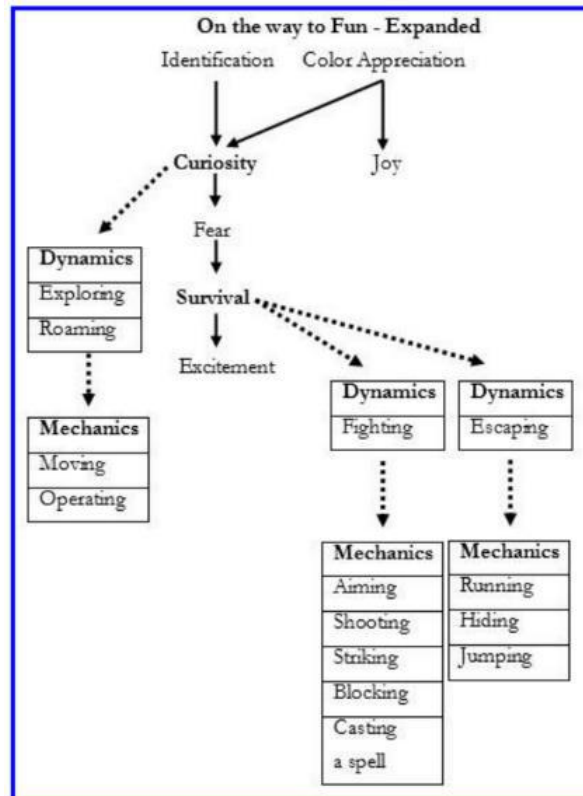 On the way to Fun - Expanded
Identification
Color Appreciation
Curiosity
Joy
Fear
Dynamics
Exploring
Roaming
Survival
Excitement
Mechanics
Moving
Operating
Dynamics
Fighting
Dynamics
Escaping
Mechanics
Aiming
Shooting
Striking
Blocking
Casting
a spell
Mechanics
Running
Hiding
Jumping